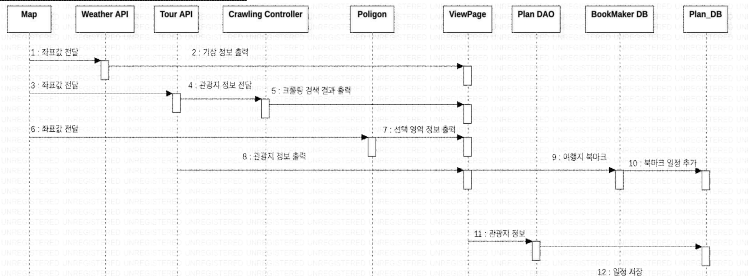 Map
Weather API
Tour API
Crawling Controller
Poligon
ViewPage
Plan DAO
BookMaker DB
Plan_DB
1 : 좌표값 전달
2 : 기상 정보 출력
3 : 좌표값 전달
4 : 관광지 정보 전달
5 : 크롤링 검색 결과 출력
6 : 좌표값 전달
7 : 선택 영역 정보 출력
8 : 관광지 정보 출력
9 : 여행지 북마크
10 : 북마크 일정 추가
11 : 관광지 정보
12 : 일정 저장